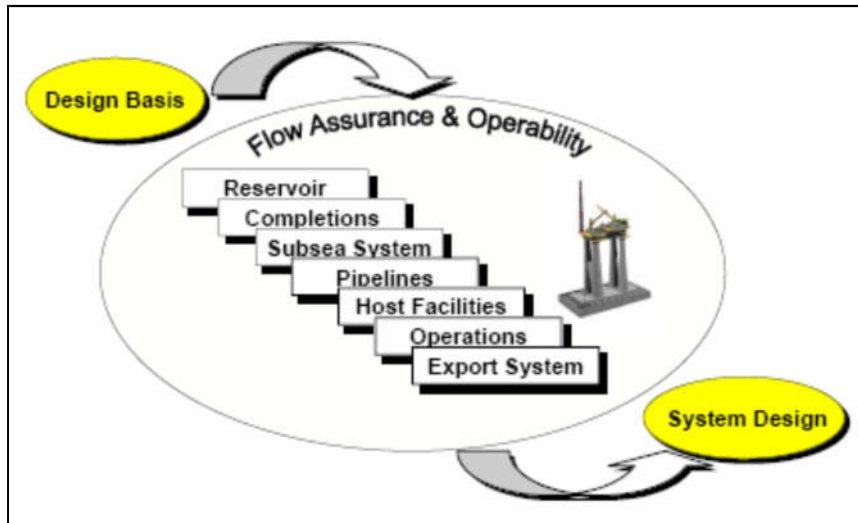 Design Basis
Flow Assurance & Operability
Reservoir
Completions
Subsea System
Pipelines
Host Facilities
Operations
Export System
System Design